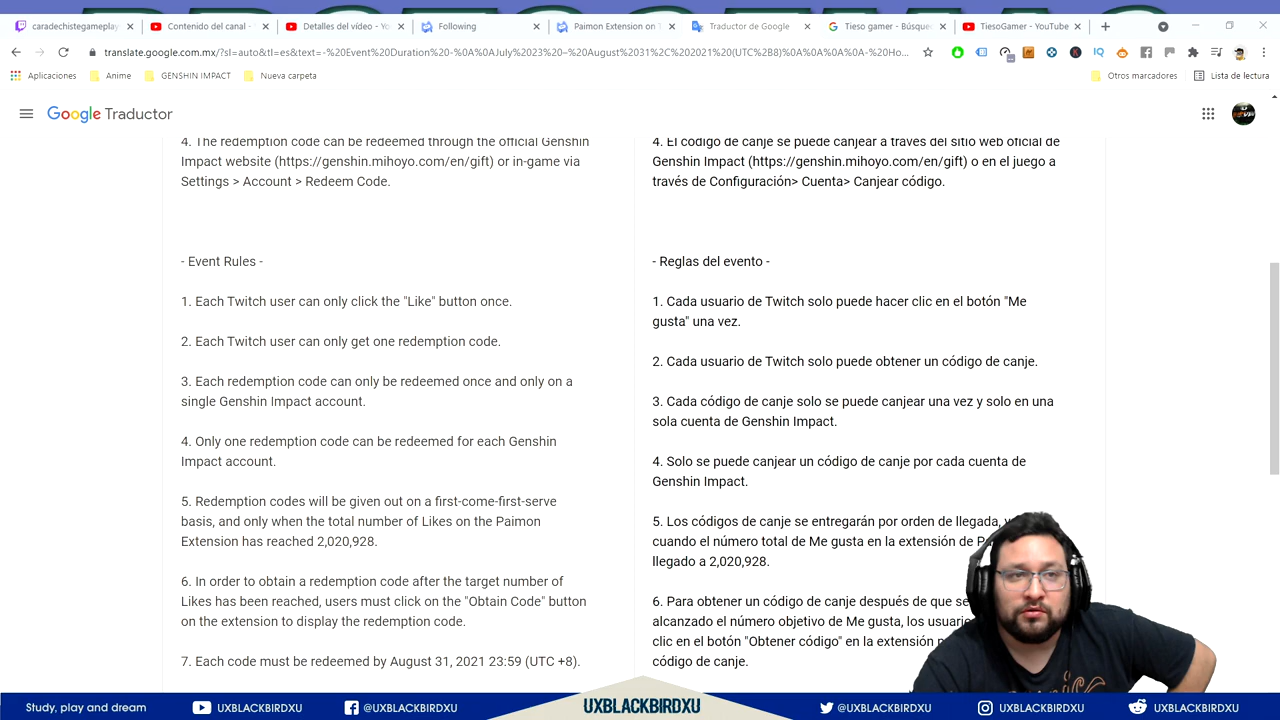 caradechistegameplay
Contenido del canal -
Detalles del vídeo - Yo
Following
Paimon Extension on T
Traductor de Google
Tieso gamer - Búsque
TiesoGamer - YouTube
translate.google.com.mx/?sl=auto&tl=es&text=-%20Event%20Duration%20-%0A%0AJuly%2023%20–%20August%2031%2C%202021%20(UTC%2B8)%0A%0A%0A%0A-%20Ho...
Aplicaciones
Anime
GENSHIN IMPACT
Nueva carpeta
Otros marcadores
Lista de lectura
Google Traductor
4. The redemption code can be redeemed through the official Genshin
Impact website (https://genshin.mihoyo.com/en/gift) or in-game via
Settings > Account > Redeem Code.
- Event Rules -
1. Each Twitch user can only click the "Like" button once.
2. Each Twitch user can only get one redemption code.
3. Each redemption code can only be redeemed once and only on a
single Genshin Impact account.
4. Only one redemption code can be redeemed for each Genshin
Impact account.
5. Redemption codes will be given out on a first-come-first-serve
basis, and only when the total number of Likes on the Paimon
Extension has reached 2,020,928.
6. In order to obtain a redemption code after the target number of
Likes has been reached, users must click on the "Obtain Code" button
on the extension to display the redemption code.
7. Each code must be redeemed by August 31, 2021 23:59 (UTC +8).
4. El código de canje se puede canjear a través del sitio web oficial de
Genshin Impact (https://genshin.mihoyo.com/en/gift) o en el juego a
través de Configuración> Cuenta> Canjear código.
- Reglas del evento -
1. Cada usuario de Twitch solo puede hacer clic en el botón "Me
gusta" una vez.
2. Cada usuario de Twitch solo puede obtener un código de canje.
3. Cada código de canje solo se puede canjear una vez y solo en una
sola cuenta de Genshin Impact.
4. Solo se puede canjear un código de canje por cada cuenta de
Genshin Impact.
5. Los códigos de canje se entregarán por orden de llegada,
cuando el número total de Me gusta en la extensión de
llegado a 2,020,928.
6. Para obtener un código de canje después de que se
alcanzado el número objetivo de Me gusta, los
clic en el botón "Obtener código" en la extensión
código de canje.
Study, play and dream
UXBLACKBIRDXU
@UXBLACKBIRDXU
UXBLACKBIRDXU
@UXBLACKBIRDXU
UXBLACKBIRDXU
UXBLACKBIRDXU